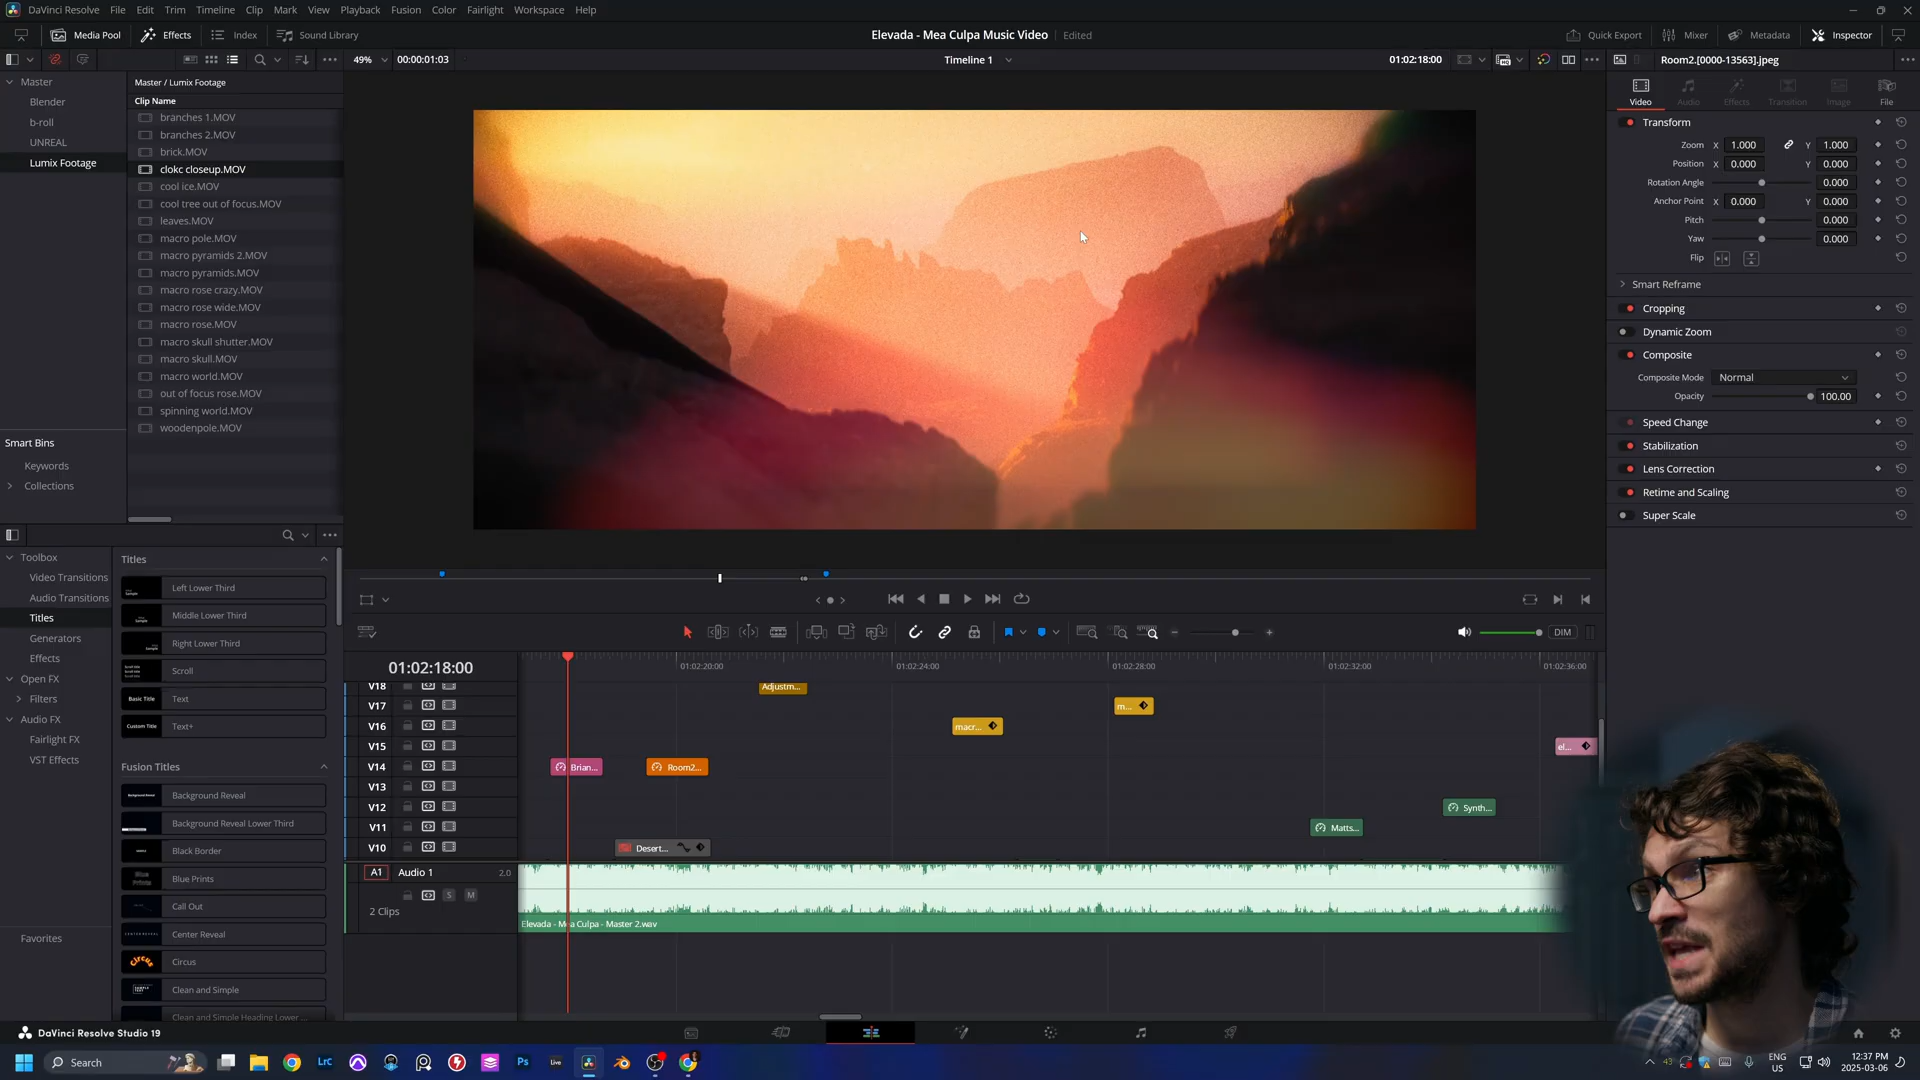 DaVinci Resolve File Edit Trim Timeline Clip Mark View Playback Fusion Color Fairlight Workspace Help
Media Pool Effects Index Sound Library Elevada - Mea Culpa Music Video Edited Quick Export Mixer Metadata Inspector
49% 00:00:01:03 Timeline 1 01:02:18:00 Room2.[0000-13563].jpeg
Master
Blender
b-roll
UNREAL
Lumix Footage
Master / Lumix Footage
Clip Name
branches 1.MOV
branches 2.MOV
brick.MOV
clokc closeup.MOV
cool ice.MOV
cool tree out of focus.MOV
leaves.MOV
macro pole.MOV
macro pyramids 2.MOV
macro pyramids.MOV
macro rose crazy.MOV
macro rose wide.MOV
macro rose.MOV
macro skull shutter.MOV
macro skull.MOV
macro world.MOV
out of focus rose.MOV
spinning world.MOV
woodenpole.MOV
Smart Bins
Keywords
Collections
Video Audio Effects Transition Image File
Transform
Zoom X 1.000 Y 1.000
Position X 0.000 Y 0.000
Rotation Angle 0.000
Anchor Point X 0.000 Y 0.000
Pitch 0.000
Yaw 0.000
Flip
Smart Reframe
Cropping
Dynamic Zoom
Composite
Composite Mode Normal
Opacity 100.00
Speed Change
Stabilization
Lens Correction
Retime and Scaling
Super Scale
Toolbox
Video Transitions
Audio Transitions
Titles
Generators
Effects
Open FX
Filters
Audio FX
Fairlight FX
VST Effects
Favorites
Titles
Left Lower Third
Middle Lower Third
Right Lower Third
Scroll
Basic Title Text
Custom Title Text+
Fusion Titles
Background Reveal
Background Reveal Lower Third
Black Border
Blue Prints
Call Out
Center Reveal
Circus Circus
Clean and Simple
Clean and Simple Heading Lower ...
DIM
01:02:18:00 01:02:20:00 01:02:24:00 01:02:28:00 01:02:32:00 01:02:36:00
V18 Adjustm...
V17 m...
V16 macr...
V15 el...
V14 Brian... Room2...
V13
V12 Synth...
V11 Matts...
V10 Desert...
A1 Audio 1 2.0
S M
2 Clips
Elevada - Mea Culpa - Master 2.wav
DaVinci Resolve Studio 19
Search LrC Ps Live 43 ENG US 12:37 PM 2025-03-06